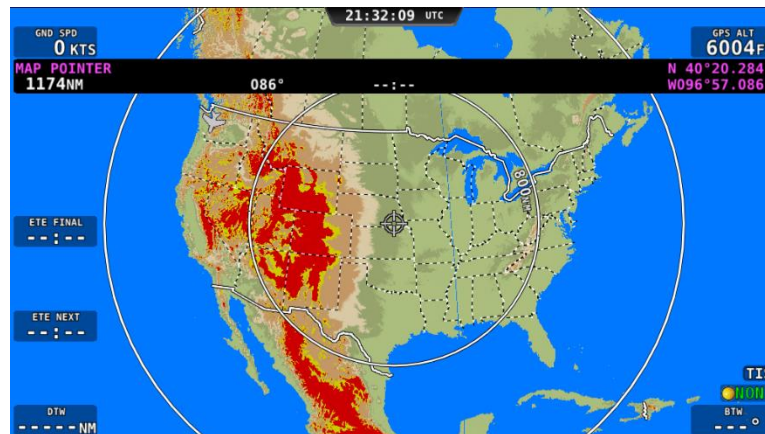 21:32:09 UTC
GND SPD
0 KTS
GPS ALT
6004F
MAP POINTER
1174NM
086°
--:--
N 40°20.284
W096°57.086
800NM
ETE FINAL
--:--
ETE NEXT
--:--
TI
NON
DTW
-----NM
BTW
---°